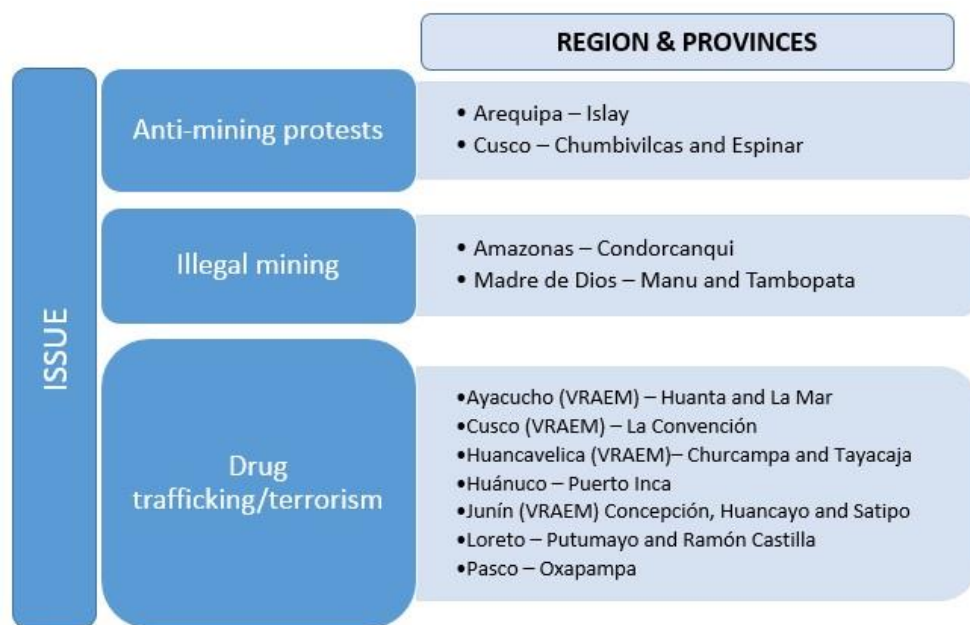 REGION & PROVINCES
ISSUE
Anti-mining protests
• Arequipa – Islay
• Cusco – Chumbivilcas and Espinar
Illegal mining
• Amazonas – Condorcanqui
• Madre de Dios – Manu and Tambopata
Drug
trafficking/terrorism
•Ayacucho (VRAEM) – Huanta and La Mar
•Cusco (VRAEM) – La Convención
•Huancavelica (VRAEM)– Churcampa and Tayacaja
•Huánuco – Puerto Inca
•Junín (VRAEM) Concepción, Huancayo and Satipo
•Loreto – Putumayo and Ramón Castilla
•Pasco – Oxapampa